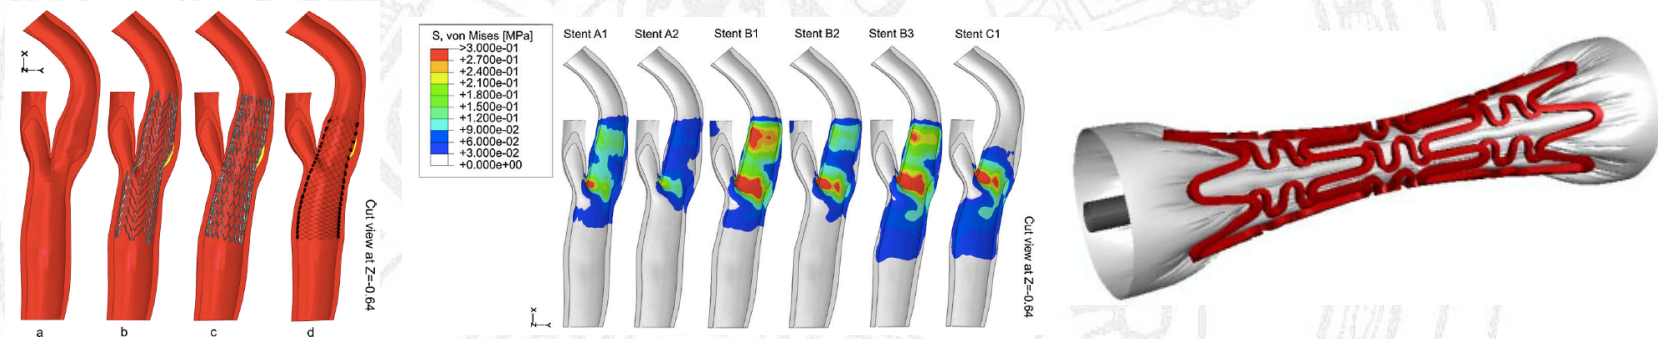 X
Z
Y
a
b
c
d
Cut view at Z=-0.64
S, von Mises [MPa]
>3.000e-01
+2.700e-01
+2.400e-01
+2.100e-01
+1.800e-01
+1.500e-01
+1.200e-01
+9.000e-02
+6.000e-02
+3.000e-02
+0.000e+00
Stent A1
Stent A2
Stent B1
Stent B2
Stent B3
Stent C1
X
Z
Y
Cut view at Z=-0.64